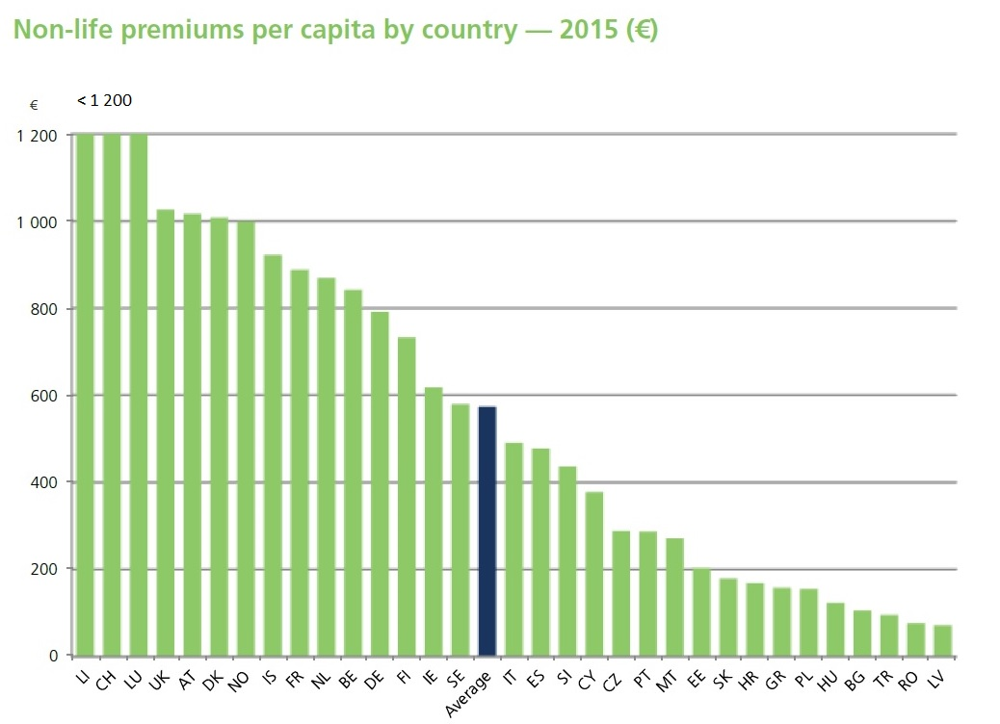 Non-life premiums per capita by country — 2015 (€)
€ < 1 200
1 200
1 000
800
600
400
200
0
LI CH LU UK AT DK NO IS FR NL BE DE FI IE SE Average IT ES SI CY CZ PT MT EE SK HR GR PL HU BG TR RO LV